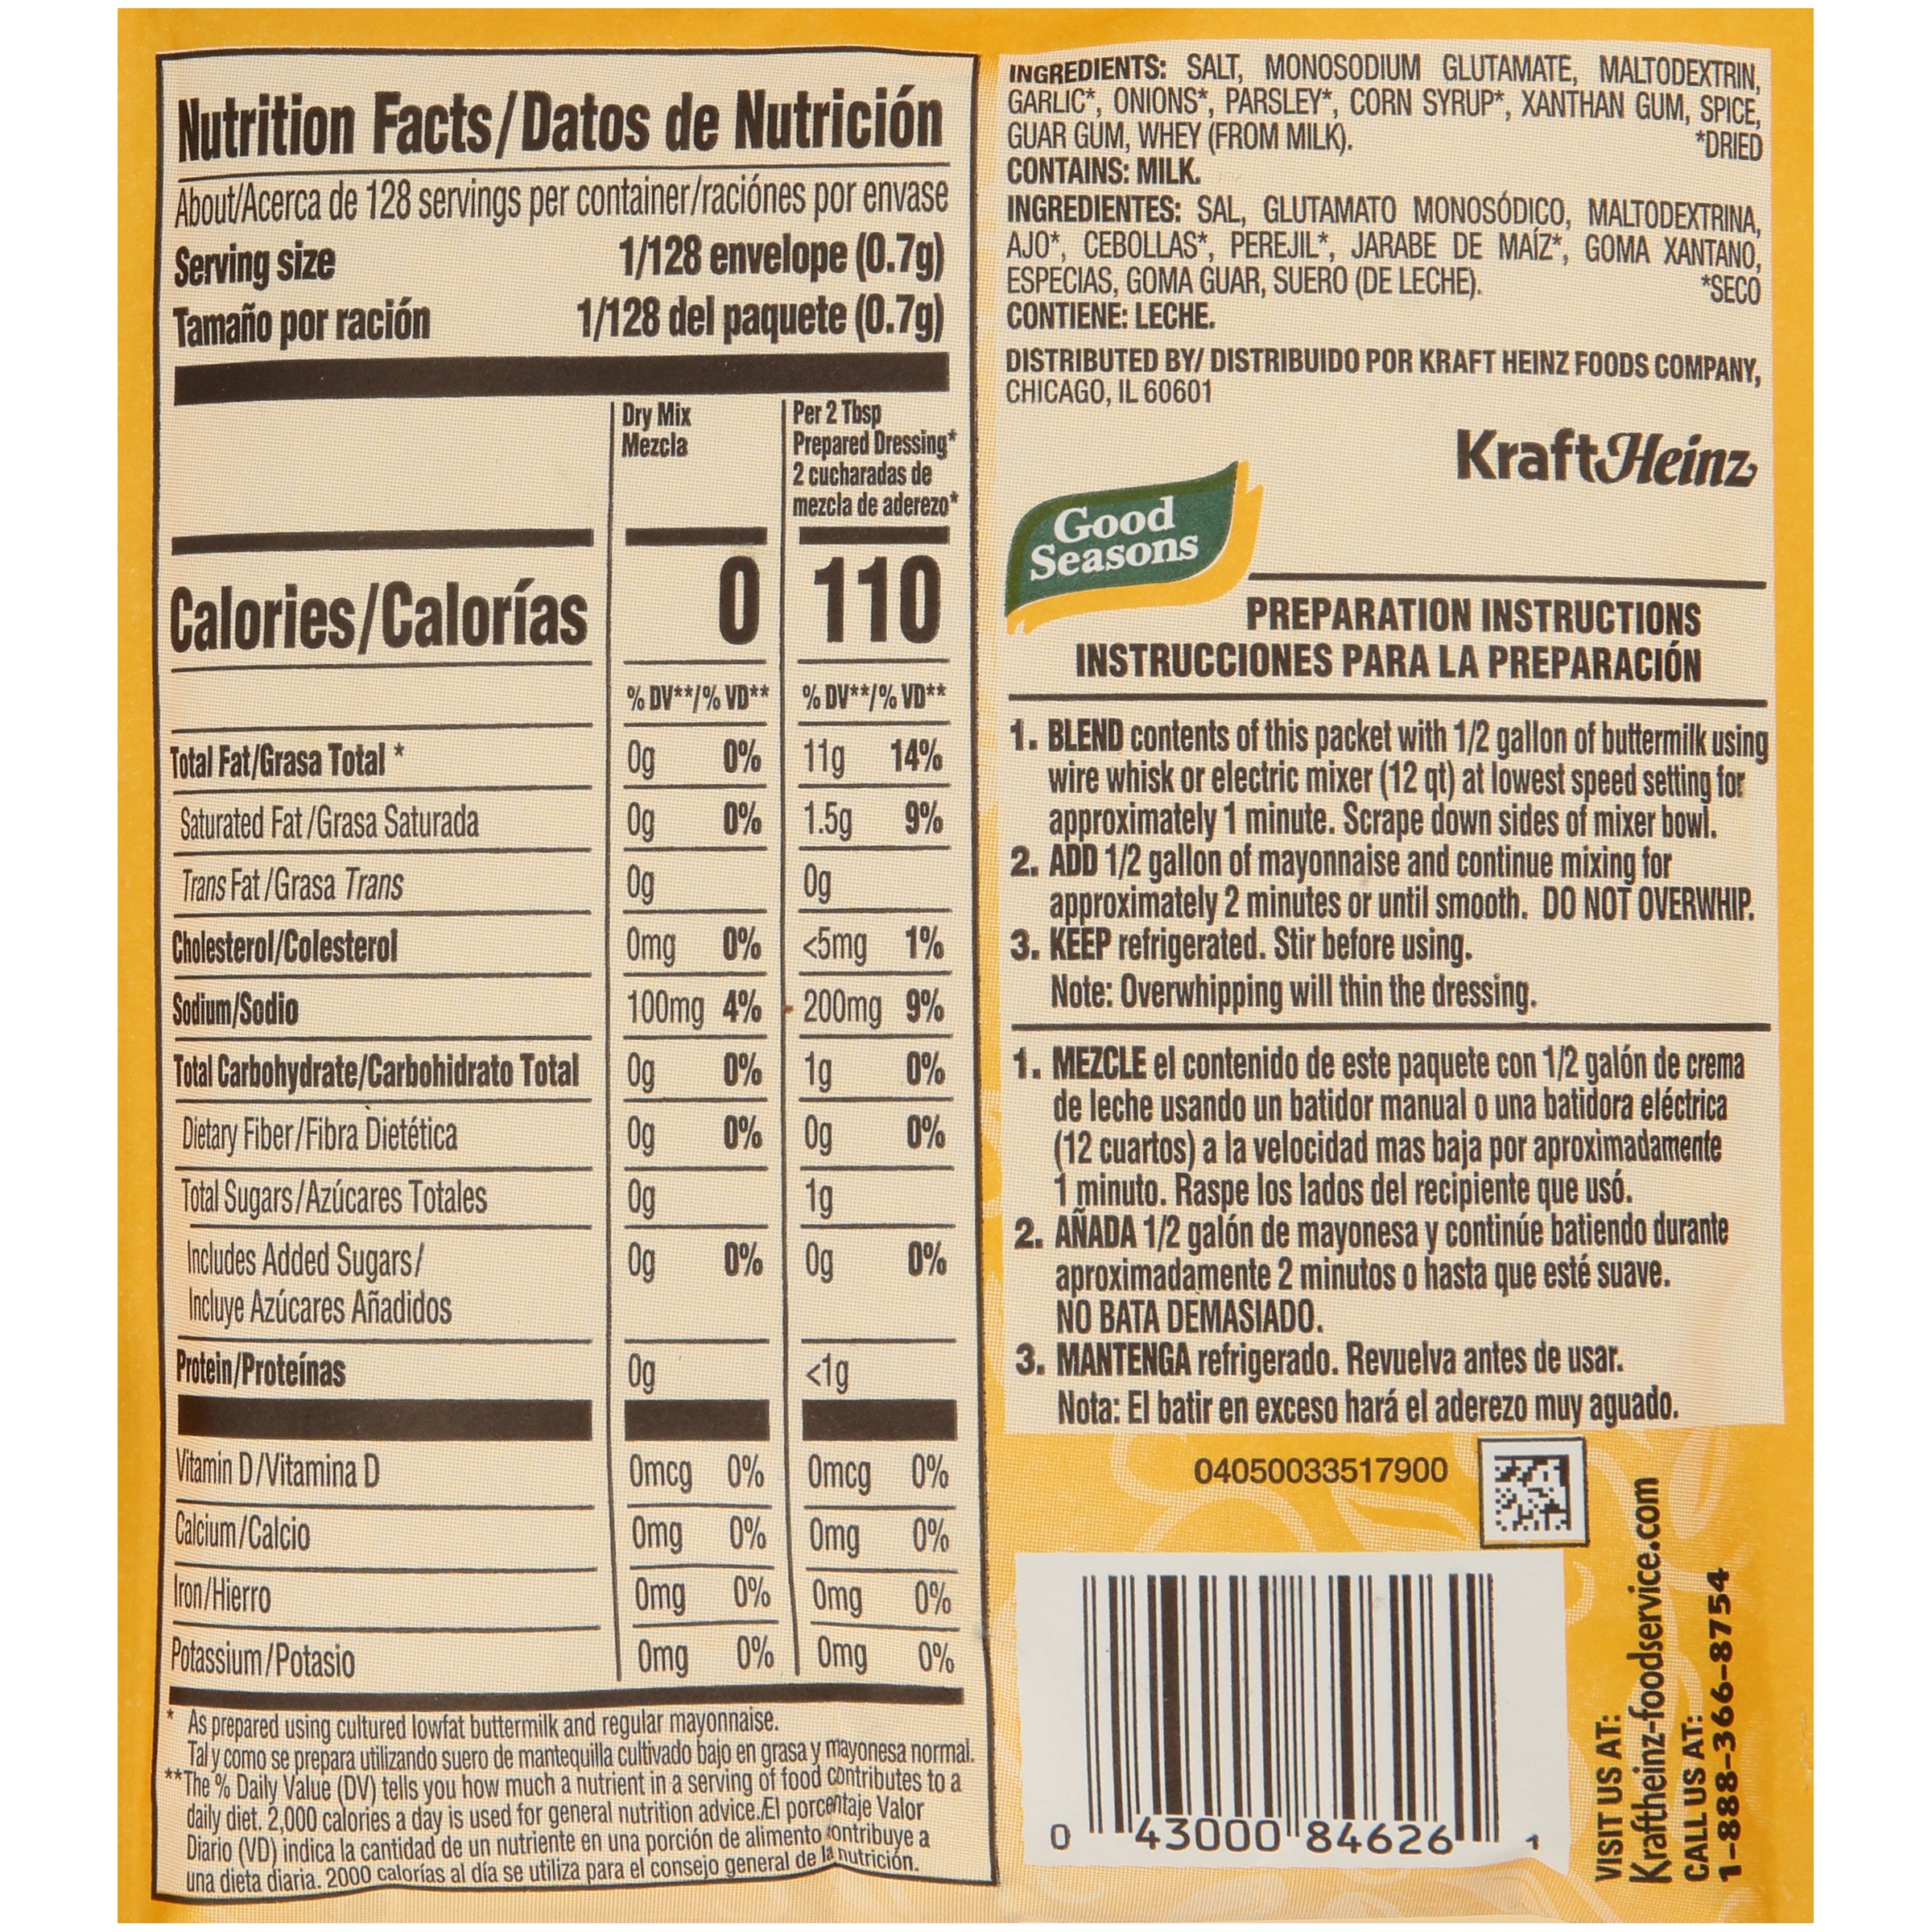 Nutrition Facts/Datos de Nutrición
About/Acerca de 128 servings per container/raciónes por envase
Serving size 1/128 envelope (0.7g)
Tamaño por ración 1/128 del paquete (0.7g)
Dry Mix
Mezcla
Per 2 Tbsp
Prepared Dressing*
2 cucharadas de
mezcla de aderezo*
Calories/Calorías 0 110
% DV**/% VD** % DV**/% VD**
Total Fat/Grasa Total * 0g 0% 11g 14%
Saturated Fat/Grasa Saturada 0g 0% 1.5g 9%
Trans Fat/Grasa Trans 0g 0g
Cholesterol/Colesterol 0mg 0% <5mg 1%
Sodium/Sodio 100mg 4% 200mg 9%
Total Carbohydrate/Carbohidrato Total 0g 0% 1g 0%
Dietary Fiber/Fibra Dietética 0g 0% 0g 0%
Total Sugars/Azúcares Totales 0g 1g
Includes Added Sugars/ 0g 0% 0g 0%
Incluye Azúcares Añadidos
Protein/Proteínas 0g <1g
Vitamin D/Vitamina D 0mcg 0% 0mcg 0%
Calcium/Calcio 0mg 0% 0mg 0%
Iron/Hierro 0mg 0% 0mg 0%
Potassium/Potasio 0mg 0% 0mg 0%
* As prepared using cultured lowfat buttermilk and regular mayonnaise.
Tal y como se prepara utilizando suero de mantequilla cultivado bajo en grasa y mayonesa normal.
**The % Daily Value (DV) tells you how much a nutrient in a serving of food contributes to a
daily diet. 2,000 calories a day is used for general nutrition advice.Æl porcentaje Valor
Diario (VD) indica la cantidad de un nutriente en una porción de alimento contribuye a
una dieta diaria. 2000 calorías al día se utiliza para el consejo general de la nutrición.
INGREDIENTS: SALT, MONOSODIUM GLUTAMATE, MALTODEXTRIN,
GARLIC*, ONIONS*, PARSLEY*, CORN SYRUP*, XANTHAN GUM, SPICE,
GUAR GUM, WHEY (FROM MILK). *DRIED
CONTAINS: MILK.
INGREDIENTES: SAL, GLUTAMATO MONOSÓDICO, MALTODEXTRINA,
AJO*, CEBOLLAS*, PEREJIL*, JARABE DE MAÍZ*, GOMA XANTANO,
ESPECIAS, GOMA GUAR, SUERO (DE LECHE). *SECO
CONTIENE: LECHE.
DISTRIBUTED BY/ DISTRIBUIDO POR KRAFT HEINZ FOODS COMPANY,
CHICAGO, IL 60601
KraftHeinz
Good
Seasons
PREPARATION INSTRUCTIONS
INSTRUCCIONES PARA LA PREPARACIÓN
1. BLEND contents of this packet with 1/2 gallon of buttermilk using
wire whisk or electric mixer (12 qt) at lowest speed setting for
approximately 1 minute. Scrape down sides of mixer bowl.
2. ADD 1/2 gallon of mayonnaise and continue mixing for
approximately 2 minutes or until smooth. DO NOT OVERWHIP.
3. KEEP refrigerated. Stir before using.
Note: Overwhipping will thin the dressing.
1. MEZCLE el contenido de este paquete con 1/2 galón de crema
de leche usando un batidor manual o una batidora eléctrica
(12 cuartos) a la velocidad mas baja por aproximadamente
1 minuto. Raspe los lados del recipiente que usó.
2. AÑADA 1/2 galón de mayonesa y continúe batiendo durante
aproximadamente 2 minutos o hasta que esté suave.
NO BATA DEMASIADO.
3. MANTENGA refrigerado. Revuelva antes de usar.
Nota: El batir en exceso hará el aderezo muy aguado.
04050033517900
0 43000 84626 1
VISIT US AT:
Kraftheinz-foodservice.com
CALL US AT:
1-888-366-8754